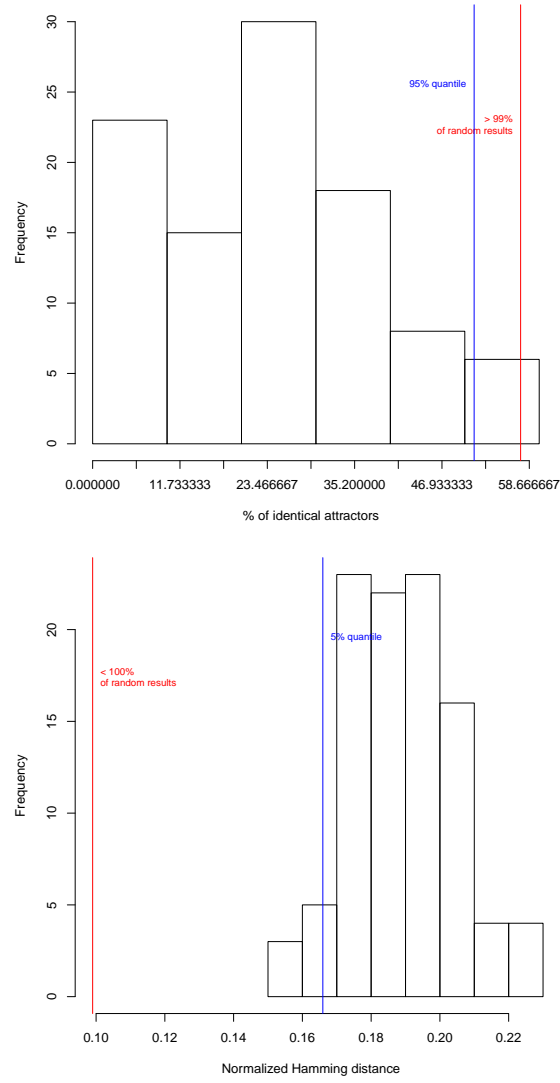 30
25
20
15
10
5
0
Frequency
95% quantile
> 99%
of random results
0.000000 11.733333 23.466667 35.200000 46.933333 58.666667
% of identical attractors
20
15
10
5
0
Frequency
5% quantile
< 100%
of random results
0.10 0.12 0.14 0.16 0.18 0.20 0.22
Normalized Hamming distance